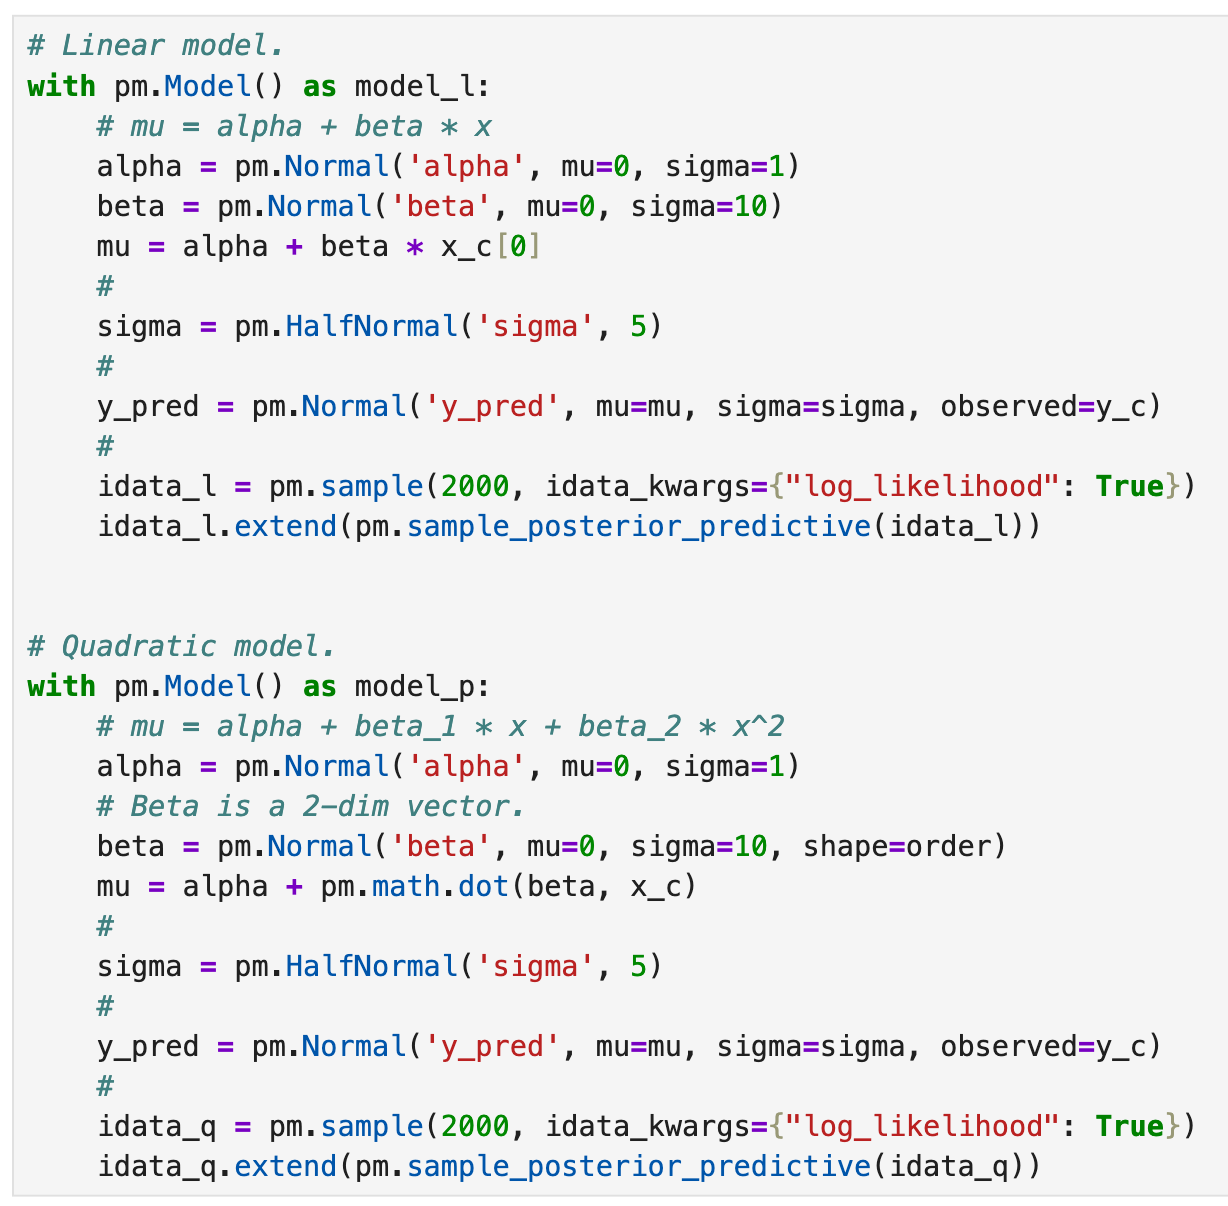 # Linear model.
with pm.Model() as model_l:
    # mu = alpha + beta * x
    alpha = pm.Normal('alpha', mu=0, sigma=1)
    beta = pm.Normal('beta', mu=0, sigma=10)
    mu = alpha + beta * x_c[0]
    #
    sigma = pm.HalfNormal('sigma', 5)
    #
    y_pred = pm.Normal('y_pred', mu=mu, sigma=sigma, observed=y_c)
    #
    idata_l = pm.sample(2000, idata_kwargs={"log_likelihood": True})
    idata_l.extend(pm.sample_posterior_predictive(idata_l))
# Quadratic model.
with pm.Model() as model_p:
    # mu = alpha + beta_1 * x + beta_2 * x^2
    alpha = pm.Normal('alpha', mu=0, sigma=1)
    # Beta is a 2-dim vector.
    beta = pm.Normal('beta', mu=0, sigma=10, shape=order)
    mu = alpha + pm.math.dot(beta, x_c)
    #
    sigma = pm.HalfNormal('sigma', 5)
    #
    y_pred = pm.Normal('y_pred', mu=mu, sigma=sigma, observed=y_c)
    #
    idata_q = pm.sample(2000, idata_kwargs={"log_likelihood": True})
    idata_q.extend(pm.sample_posterior_predictive(idata_q))